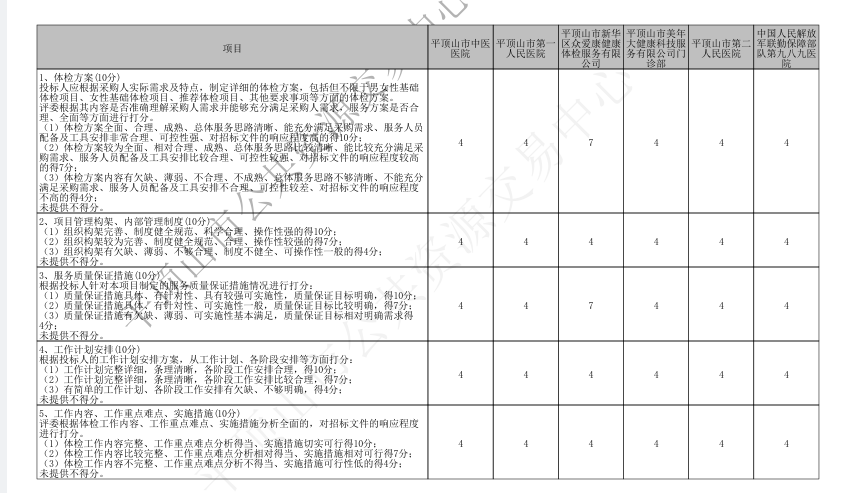 项目
平顶山市中医
医院
平顶山市第一
人民医院
平顶山市新华
区众爱康健康
体检服务有限
公司
平顶山市美年
大健康科技服
务有限公司门
诊部
平顶山市第二
人民医院
中国人民解放
军联勤保障部
队第九八九医
院
1、体检方案(10分)
投标人应根据采购人实际需求及特点，制定详细的体检方案，包括但不限于男女性基础
体检项目、女性基础体检项目、推荐体检项目、其他要求事项等方面的体检方案。
评委根据其内容是否准确理解采购人需求并能够充分满足采购人需求，服务方案是否合
理、全面等方面进行打分。
（1）体检方案全面、合理、成熟、总体服务思路清晰、能充分满足采购需求、服务人员
配备及工具安排非常合理、可控性强、对招标文件的响应程度高的得10分；
（2）体检方案较为全面、相对合理、成熟、总体服务思路比较清晰、能比较充分满足采
购需求、服务人员配备及工具安排比较合理、可控性较强、对招标文件的响应程度较高
的得7分；
（3）体检方案内容有欠缺、薄弱、不合理、不成熟、总体服务思路不够清晰、不能充分
满足采购需求、服务人员配备及工具安排不合理、可控性较差、对招标文件的响应程度
不高的得4分；
未提供不得分。
4 4 7 4 4 4
2、项目管理构架、内部管理制度(10分)
（1）组织构架完善、制度健全规范、科学合理、操作性强的得10分；
（2）组织构架较为完善、制度健全规范、合理、操作性较强的得7分；
（3）组织构架有欠缺、薄弱、不够合理、制度不健全、可操作性一般的得4分；
未提供不得分。
4 4 4 4 4 4
3、服务质量保证措施(10分)
根据投标人针对本项目制定的服务质量保证措施情况进行打分：
（1）质量保证措施具体、有针对性、具有较强可实施性，质量保证目标明确，得10分；
（2）质量保证措施具体、有针对性、可实施性一般，质量保证目标比较明确，得7分；
（3）质量保证措施有欠缺、薄弱、可实施性基本满足，质量保证目标相对明确需求得
4分；
未提供不得分。
4 4 7 4 4 4
4、工作计划安排(10分)
根据投标人的工作计划安排方案，从工作计划、各阶段安排等方面打分：
（1）工作计划完整详细，条理清晰，各阶段工作安排合理，得10分；
（2）工作计划完整详细，条理清晰，各阶段工作安排比较合理，得7分；
（3）有简单的工作计划、各阶段工作安排有欠缺、不够明确，得4分；
未提供不得分。
4 4 4 4 4 4
5、工作内容、工作重点难点、实施措施(10分)
评委根据体检工作内容、工作重点难点、实施措施分析全面的，对招标文件的响应程度
进行打分。
（1）体检工作内容完整、工作重点难点分析得当、实施措施切实可行得10分；
（2）体检工作内容比较完整、工作重点难点分析相对得当、实施措施相对可行得7分；
（3）体检工作内容不完整、工作重点难点分析不得当、实施措施可行性低的得4分；
未提供不得分。
4 4 4 4 4 4
平顶山市公共资源交易中心
平顶山市公共资源交易中心